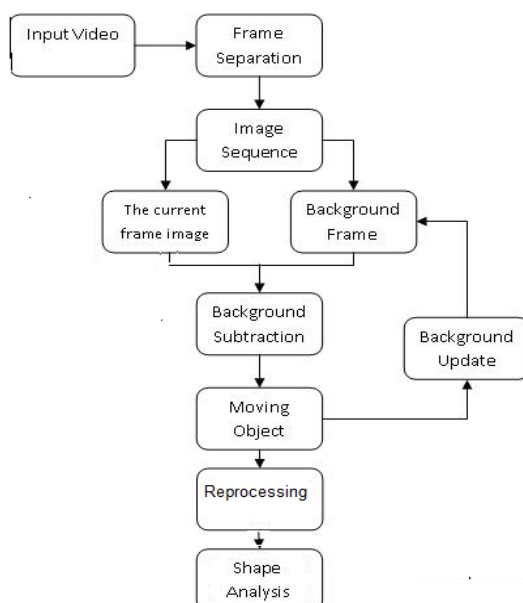 Input Video
Frame
Separation
Image
Sequence
The current
frame image
Background
Frame
Background
Subtraction
Background
Update
Moving
Object
Reprocessing
Shape
Analysis